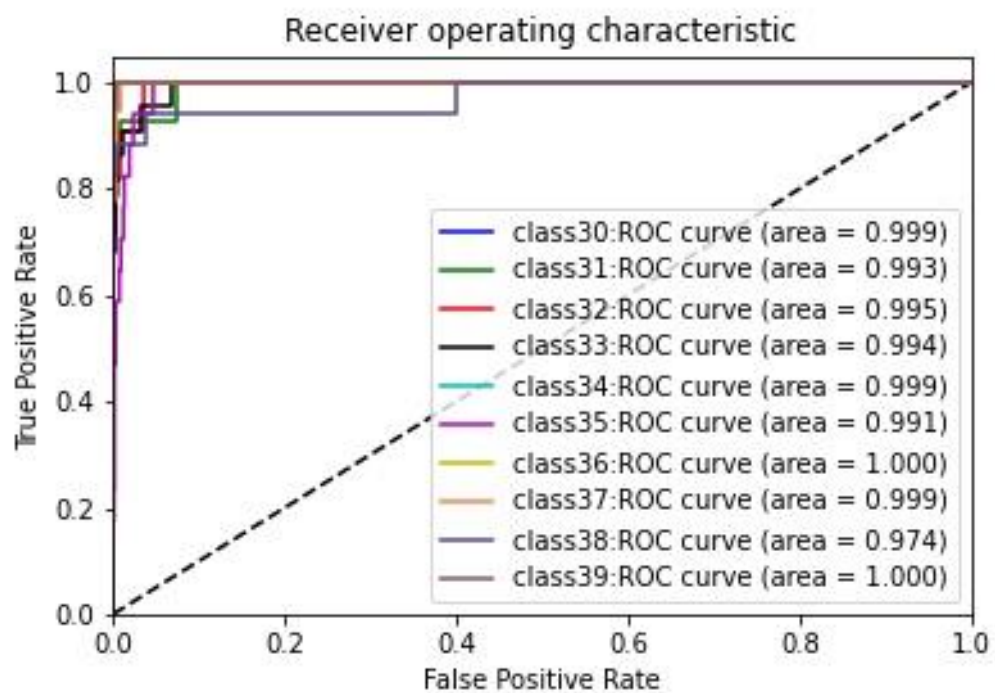 Receiver operating characteristic
True Positive Rate
1.0
0.8
0.6
0.4
0.2
0.0
class30:ROC curve (area = 0.999)
class31:ROC curve (area = 0.993)
class32:ROC curve (area = 0.995)
class33:ROC curve (area = 0.994)
class34:ROC curve (area = 0.999)
class35:ROC curve (area = 0.991)
class36:ROC curve (area = 1.000)
class37:ROC curve (area = 0.999)
class38:ROC curve (area = 0.974)
class39:ROC curve (area = 1.000)
0.0 0.2 0.4 0.6 0.8 1.0
False Positive Rate